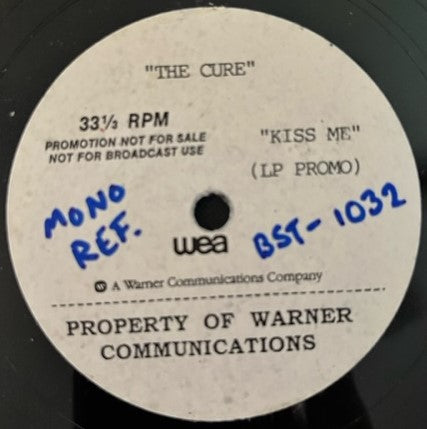 "THE CURE"
33⅓ RPM
PROMOTION NOT FOR SALE
NOT FOR BROADCAST USE
"KISS ME"
(LP PROMO)
MONO
REF.
wea
BST-1032
W A Warner Communications Company
PROPERTY OF WARNER
COMMUNICATIONS